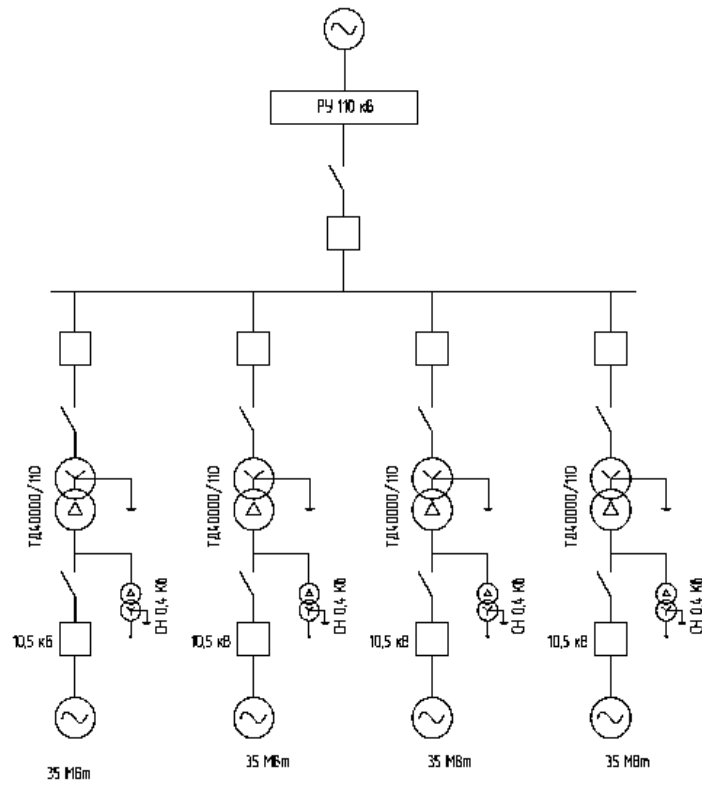 РУ 110 кв
ТД40000/110
ТД40000/110
ТД40000/110
ТД40000/110
СН 0,4 Кв
СН 0,4 Кв
СН 0,4 Кв
СН 0,4 Кв
10,5 кв
10,5 кВ
10,5 кВ
10,5 кВ
35 Мвт
35 Мвт
35 Мвт
35 МВт